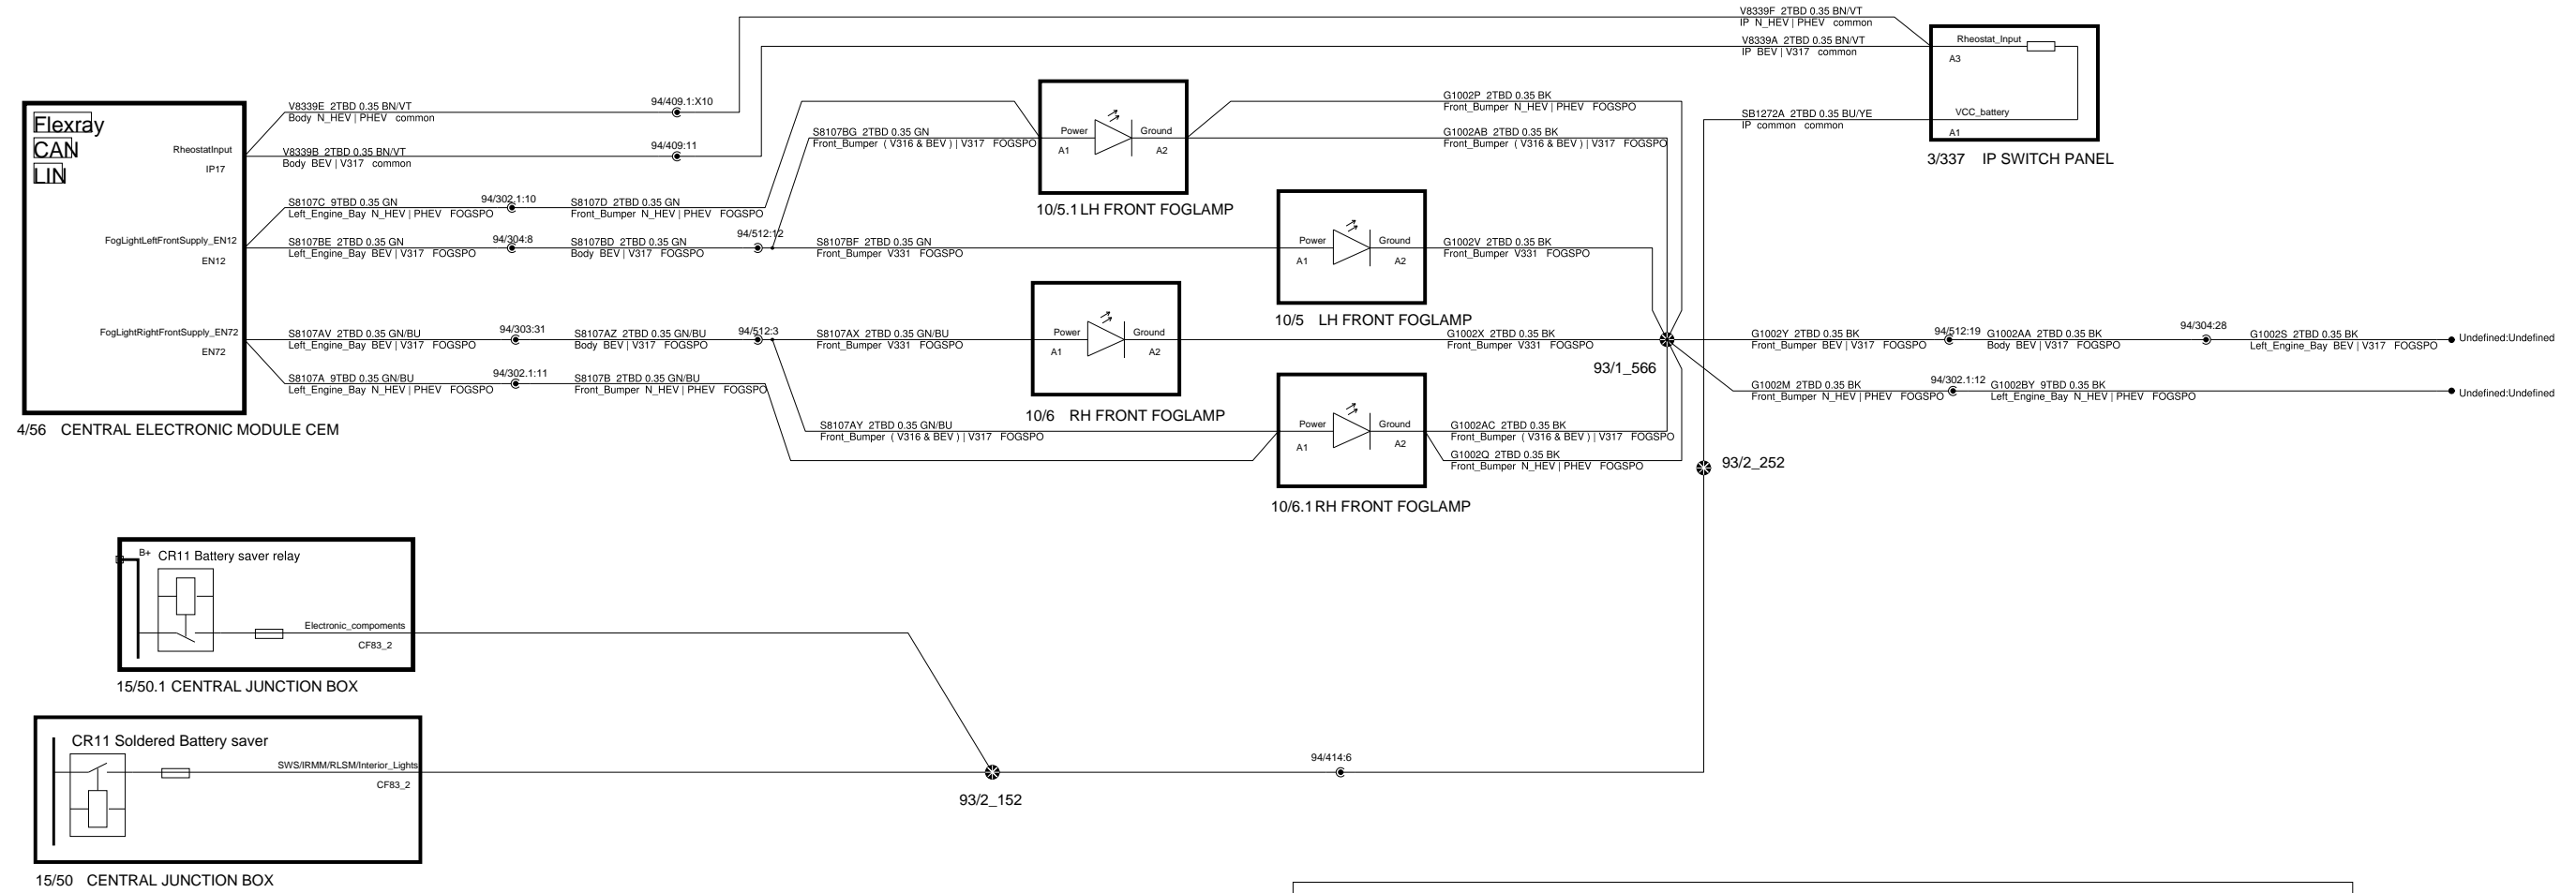 V8339F 2TBD 0.35 BN/VT
IP N_HEV | PHEV common
V8339A 2TBD 0.35 BN/VT
IP BEV | V317 common
Rheostat_Input
A3
VCC_battery
A1
SB1272A 2TBD 0.35 BU/YE
IP common common
3/337 IP SWITCH PANEL
Flexray
CAN
LIN
RheostatInput
IP17
FogLightLeftFrontSupply_EN12
EN12
FogLightRightFrontSupply_EN72
EN72
4/56 CENTRAL ELECTRONIC MODULE CEM
V8339E 2TBD 0.35 BN/VT
Body N_HEV | PHEV common
94/409.1:X10
V8339B 2TBD 0.35 BN/VT
Body BEV | V317 common
94/409:11
S8107C 9TBD 0.35 GN
Left_Engine_Bay N_HEV | PHEV FOGSPO
94/302.1:10
S8107D 2TBD 0.35 GN
Front_Bumper N_HEV | PHEV FOGSPO
S8107BE 2TBD 0.35 GN
Left_Engine_Bay BEV | V317 FOGSPO
94/304:8
S8107BD 2TBD 0.35 GN
Body BEV | V317 FOGSPO
94/512:12
S8107BG 2TBD 0.35 GN
Front_Bumper ( V316 & BEV ) | V317 FOGSPO
S8107BF 2TBD 0.35 GN
Front_Bumper V331 FOGSPO
Power
A1
Ground
A2
10/5.1 LH FRONT FOGLAMP
G1002P 2TBD 0.35 BK
Front_Bumper N_HEV | PHEV FOGSPO
G1002AB 2TBD 0.35 BK
Front_Bumper ( V316 & BEV ) | V317 FOGSPO
Power
A1
Ground
A2
10/5 LH FRONT FOGLAMP
G1002V 2TBD 0.35 BK
Front_Bumper V331 FOGSPO
S8107AV 2TBD 0.35 GN/BU
Left_Engine_Bay BEV | V317 FOGSPO
94/303:31
S8107AZ 2TBD 0.35 GN/BU
Body BEV | V317 FOGSPO
94/512:3
S8107AX 2TBD 0.35 GN/BU
Front_Bumper V331 FOGSPO
Power
A1
Ground
A2
10/6 RH FRONT FOGLAMP
G1002X 2TBD 0.35 BK
Front_Bumper V331 FOGSPO
93/1_566
G1002Y 2TBD 0.35 BK
Front_Bumper BEV | V317 FOGSPO
94/512:19
G1002AA 2TBD 0.35 BK
Body BEV | V317 FOGSPO
94/304:28
G1002S 2TBD 0.35 BK
Left_Engine_Bay BEV | V317 FOGSPO
Undefined:Undefined
S8107A 9TBD 0.35 GN/BU
Left_Engine_Bay N_HEV | PHEV FOGSPO
94/302.1:11
S8107B 2TBD 0.35 GN/BU
Front_Bumper N_HEV | PHEV FOGSPO
G1002M 2TBD 0.35 BK
Front_Bumper N_HEV | PHEV FOGSPO
94/302.1:12
G1002BY 9TBD 0.35 BK
Left_Engine_Bay N_HEV | PHEV FOGSPO
Undefined:Undefined
S8107AY 2TBD 0.35 GN/BU
Front_Bumper ( V316 & BEV ) | V317 FOGSPO
Power
A1
Ground
A2
10/6.1 RH FRONT FOGLAMP
G1002AC 2TBD 0.35 BK
Front_Bumper ( V316 & BEV ) | V317 FOGSPO
G1002Q 2TBD 0.35 BK
Front_Bumper N_HEV | PHEV FOGSPO
93/2_252
B+ CR11 Battery saver relay
Electronic_compoments
CF83_2
15/50.1 CENTRAL JUNCTION BOX
CR11 Soldered Battery saver
SWS/IRMM/RLSM/Interior_Lights
CF83_2
15/50 CENTRAL JUNCTION BOX
93/2_152
94/414:6